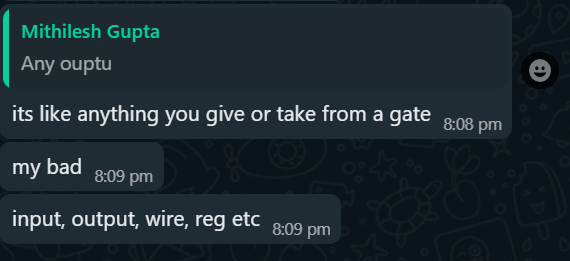 Mithilesh Gupta
Any ouptu
its like anything you give or take from a gate
8:08 pm
my bad
8:09 pm
input, output, wire, reg etc
8:09 pm